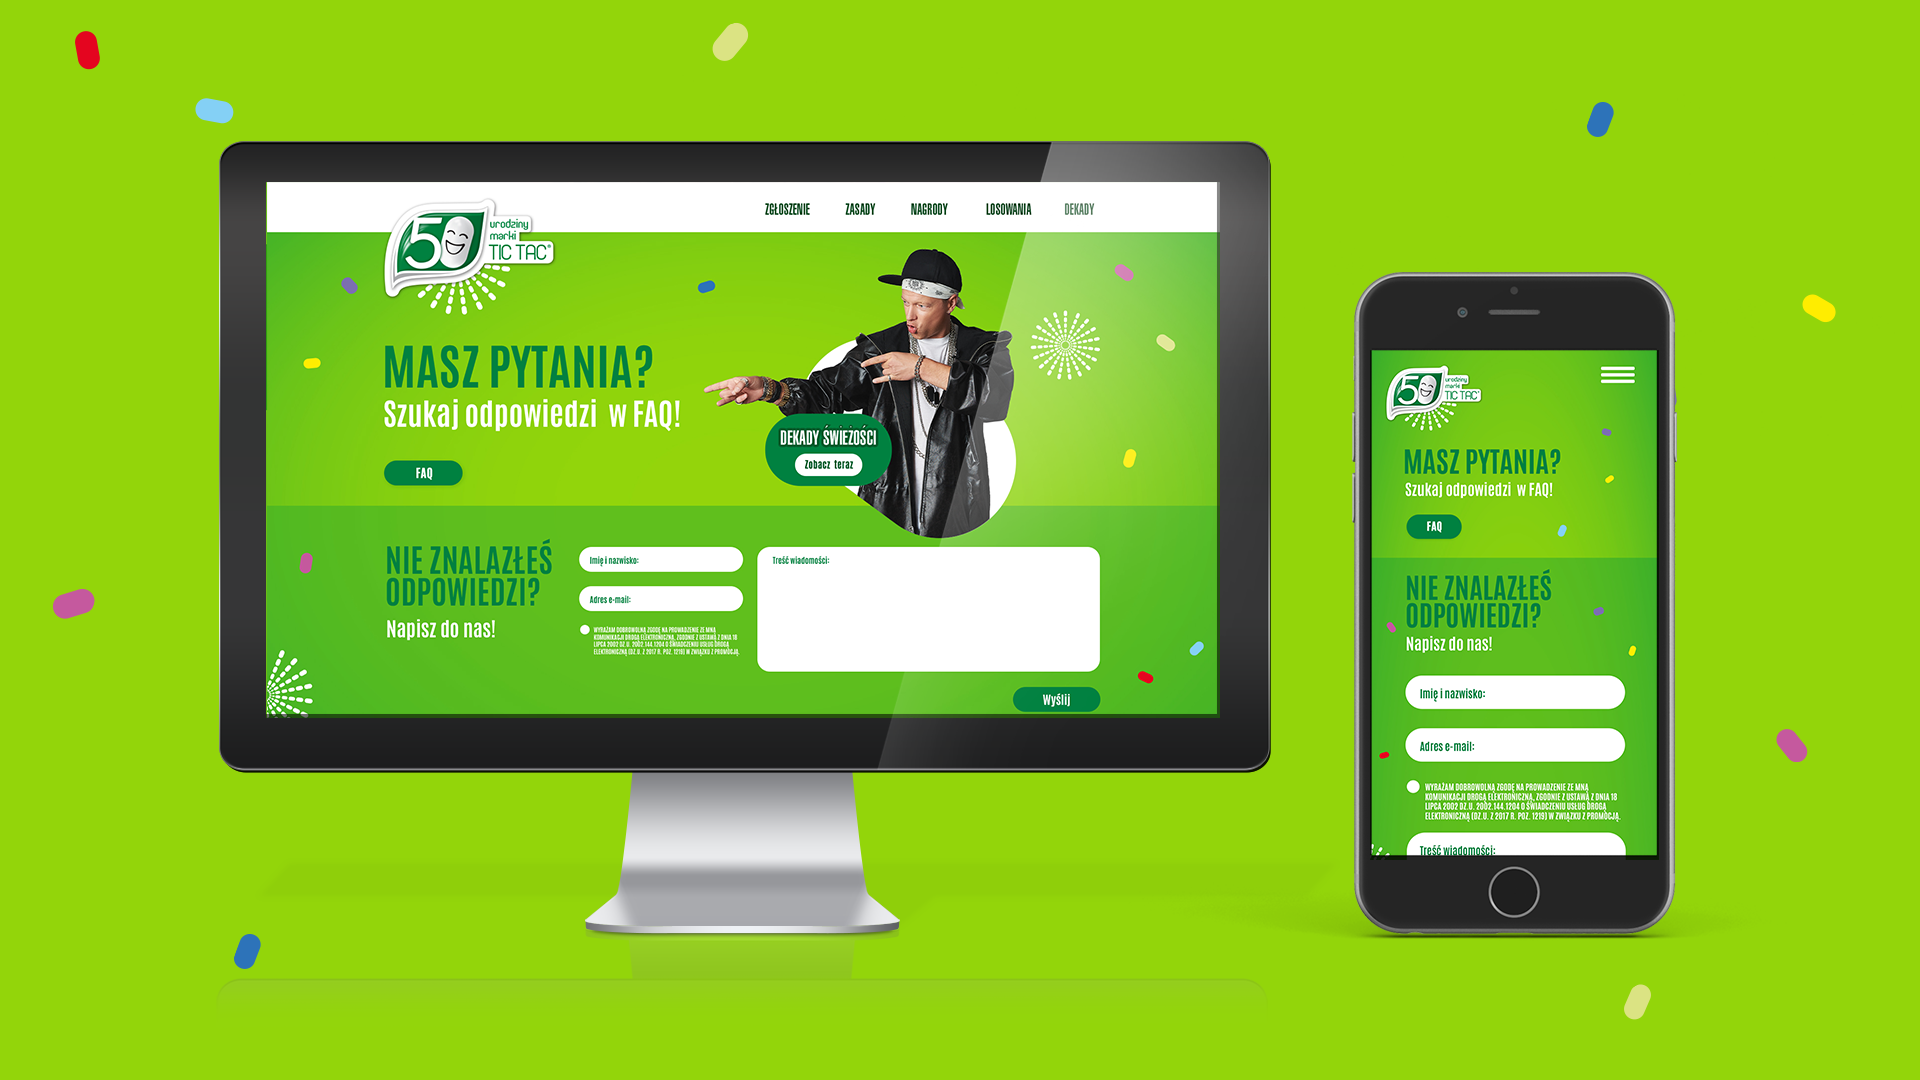 ZGŁOSZENIE ZASADY NAGRODY LOSOWANIA DEKADY
50 urodziny
marki
TIC TAC®
MASZ PYTANIA?
Szukaj odpowiedzi w FAQ!
FAQ
DEKADY ŚWIEŻOŚCI
Zobacz teraz
NIE ZNALAZŁEŚ
ODPOWIEDZI?
Napisz do nas!
Imię i nazwisko:
Adres e-mail:
WYRAŻAM DOBROWOLNĄ ZGODĘ NA PROWADZENIE ZE MNĄ
KOMUNIKACJI DROGĄ ELEKTRONICZNĄ, ZGODNIE Z USTAWĄ Z DNIA 18
LIPCA 2002 DZ.U. 2002.144.1204 O ŚWIADCZENIU USŁUG DROGĄ
ELEKTRONICZNĄ (DZ.U. Z 2017 R. POZ. 1219) W ZWIĄZKU Z PROMOCJĄ.
Treść wiadomości:
Wyślij
50 urodziny
marki
TIC TAC®
MASZ PYTANIA?
Szukaj odpowiedzi w FAQ!
FAQ
NIE ZNALAZŁEŚ
ODPOWIEDZI?
Napisz do nas!
Imię i nazwisko:
Adres e-mail:
WYRAŻAM DOBROWOLNĄ ZGODĘ NA PROWADZENIE ZE MNĄ
KOMUNIKACJI DROGĄ ELEKTRONICZNĄ, ZGODNIE Z USTAWĄ Z DNIA 18
LIPCA 2002 DZ.U. 2002.144.1204 O ŚWIADCZENIU USŁUG DROGĄ
ELEKTRONICZNĄ (DZ.U. Z 2017 R. POZ. 1219) W ZWIĄZKU Z PROMOCJĄ.
Treść wiadomości: